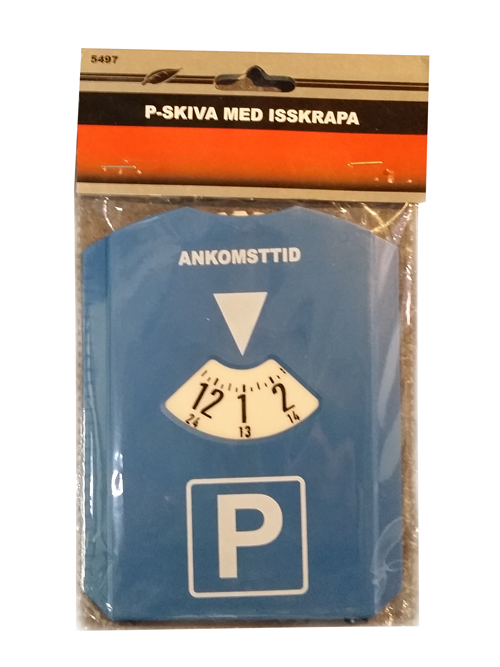 5497
P-SKIVA MED ISSKRAPA
ANKOMSTTID
12 1 2
24 13 14
P